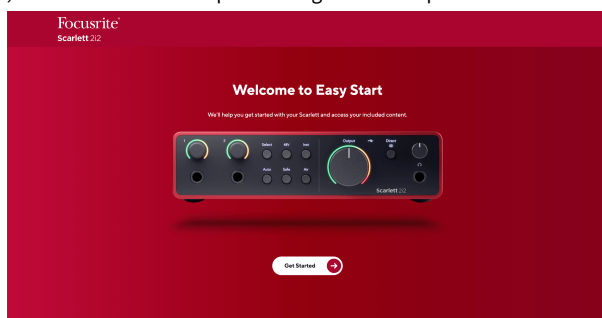 Focusrite
Scarlett 2i2
Welcome to Easy Start
We'll help you get started with your Scarlett and access your included content.
1 2 Select 48V Inst Output Direct
Auto Safe Air
Scarlett 2i2
Get Started